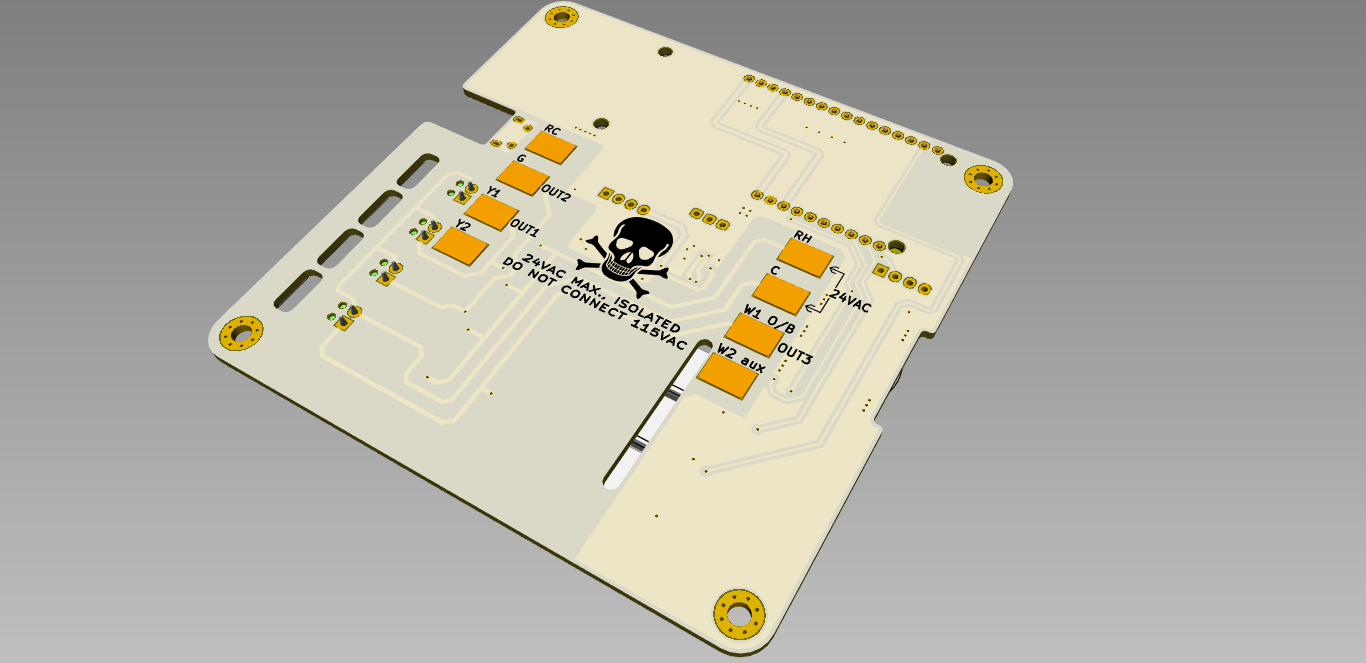 RC
G
OUT2
Y1
OUT1
Y2
24VAC MAX., ISOLATED
DO NOT CONNECT 115VAC
RH
C
24VAC
W1 O/B
OUT3
W2 aux